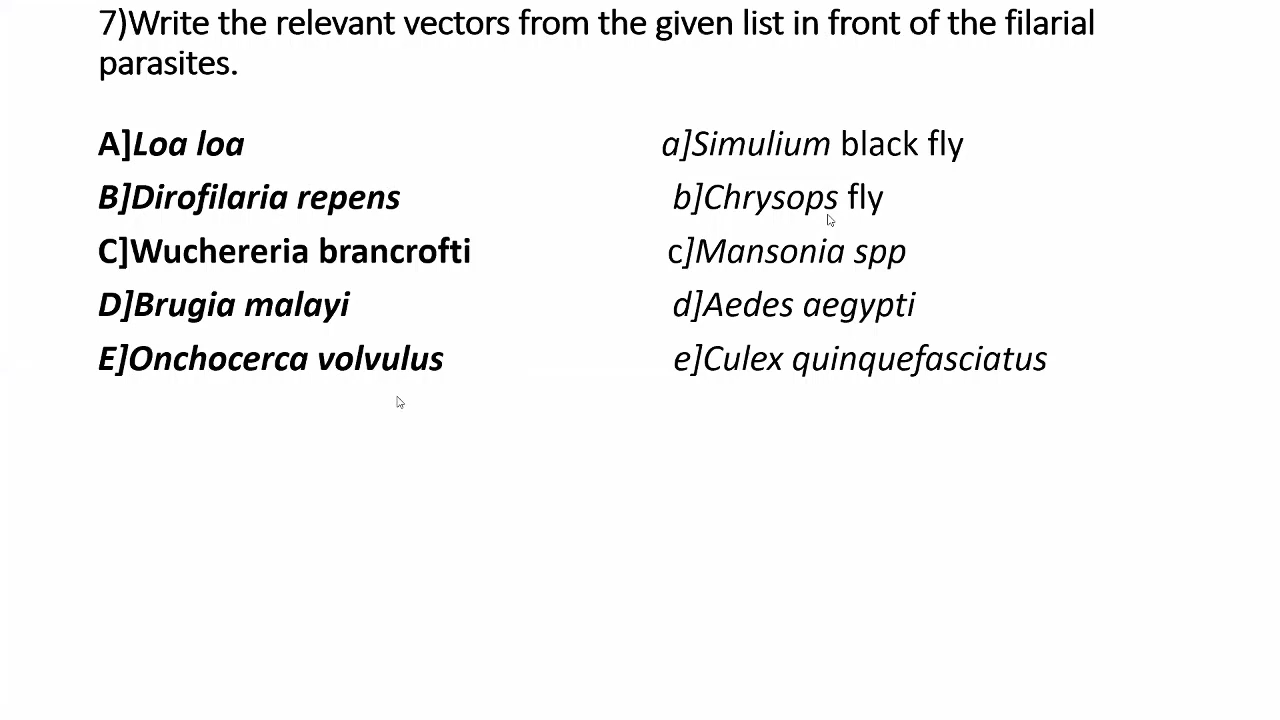 7)Write the relevant vectors from the given list in front of the filarial
parasites.
A]Loa loa a]Simulium black fly
B]Dirofilaria repens b]Chrysops fly
C]Wuchereria brancrofti c]Mansonia spp
D]Brugia malayi d]Aedes aegypti
E]Onchocerca volvulus e]Culex quinquefasciatus